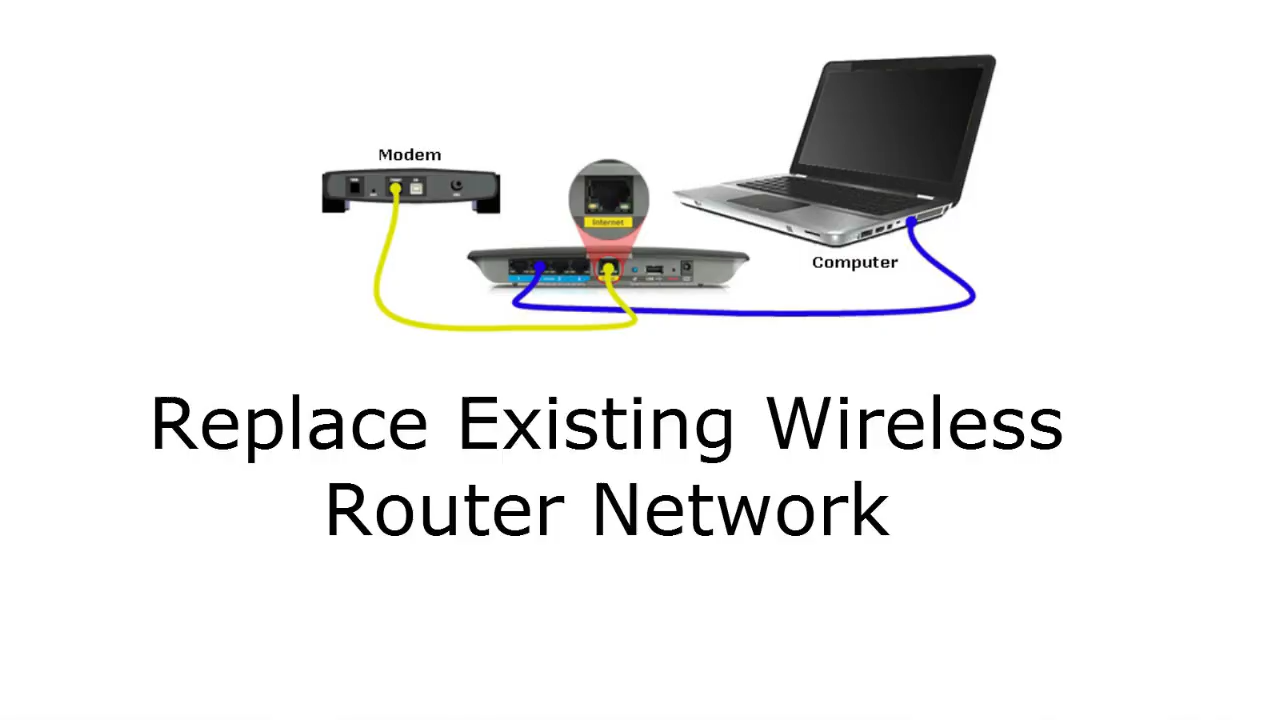 Modem
Internet
Computer
Replace Existing Wireless
Router Network